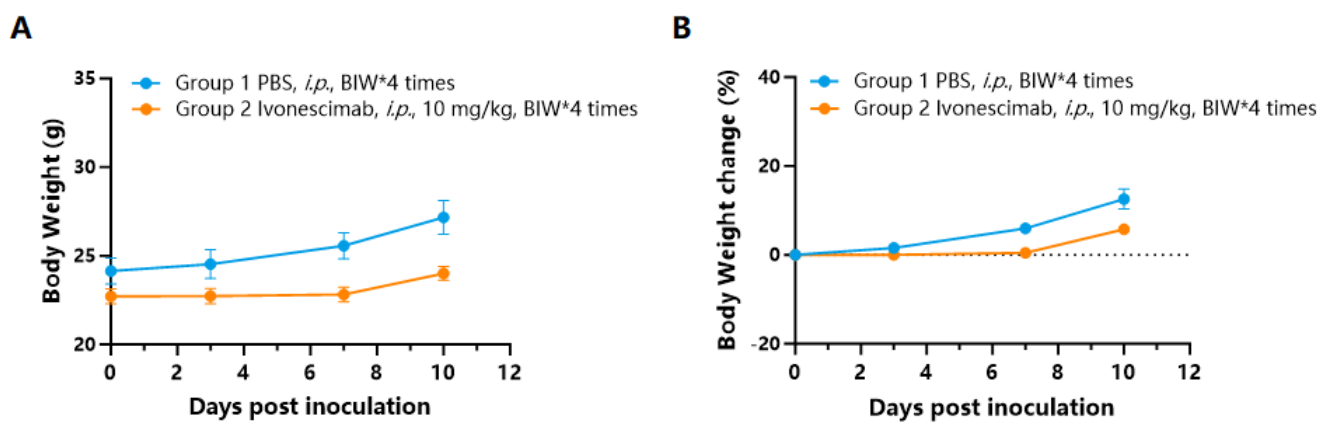 A
Body Weight (g)
35
30
25
20
Group 1 PBS, i.p., BIW*4 times
Group 2 Ivonescimab, i.p., 10 mg/kg, BIW*4 times
0 2 4 6 8 10 12
Days post inoculation
B
Body Weight change (%)
40
20
0
-20
Group 1 PBS, i.p., BIW*4 times
Group 2 Ivonescimab, i.p., 10 mg/kg, BIW*4 times
0 2 4 6 8 10 12
Days post inoculation